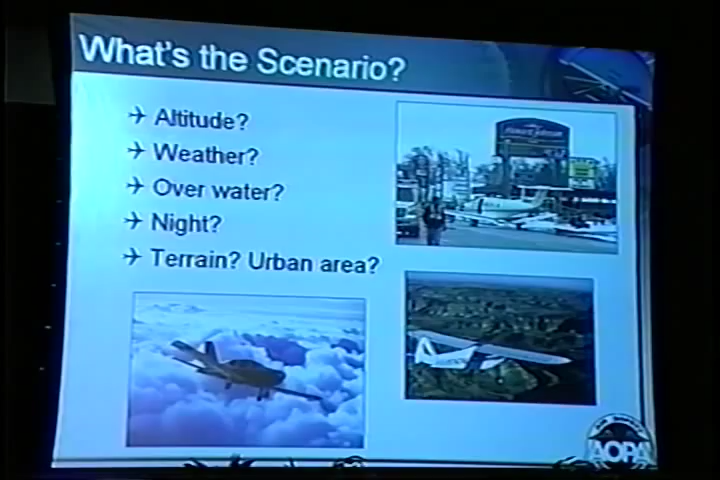 What's the Scenario?
Altitude?
Weather?
Over water?
Night?
Terrain? Urban area?
AOPA